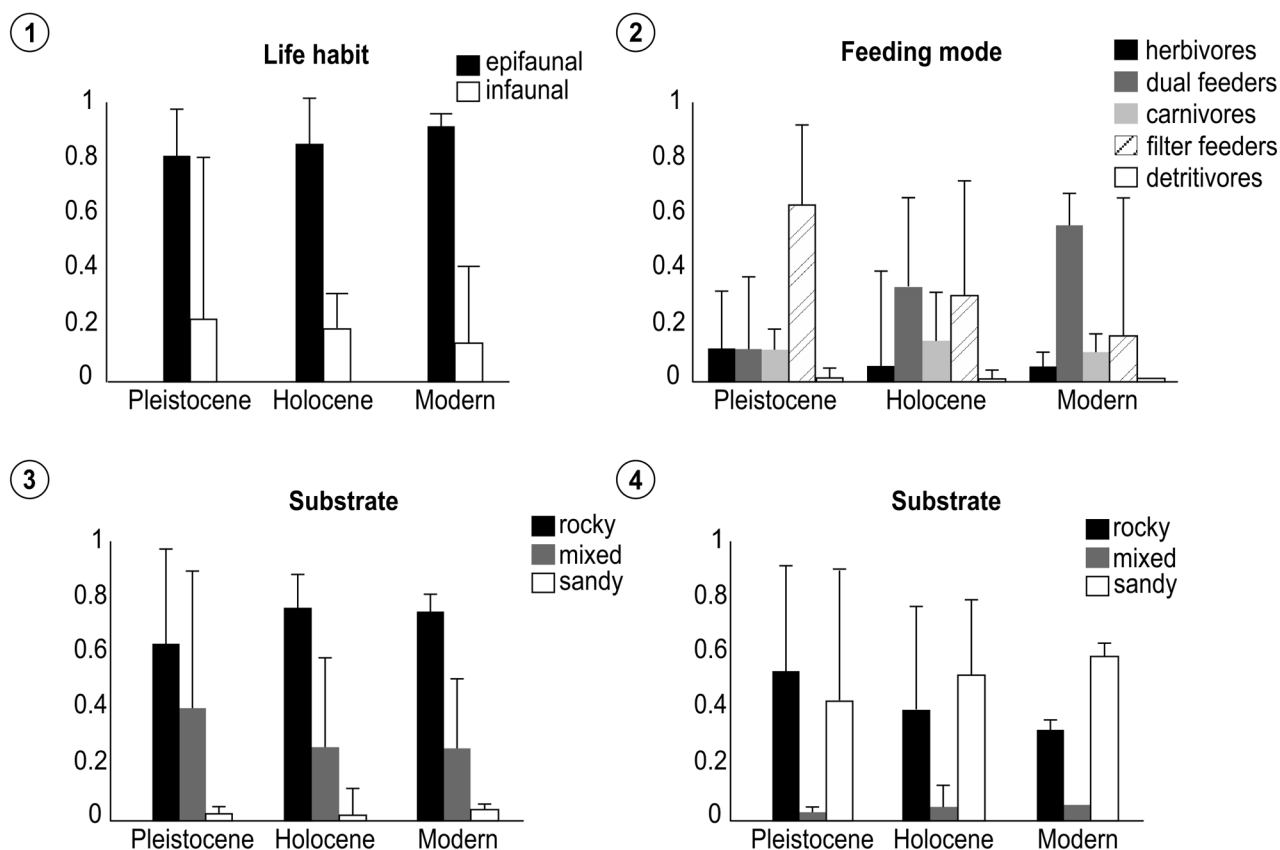 1
Life habit
epifaunal
infaunal
1
0.8
0.6
0.4
0.2
0
Pleistocene Holocene Modern
2
Feeding mode
herbivores
dual feeders
carnivores
filter feeders
detritivores
1
0.8
0.6
0.4
0.2
0
Pleistocene Holocene Modern
3
Substrate
rocky
mixed
sandy
1
0.8
0.6
0.4
0.2
0
Pleistocene Holocene Modern
4
Substrate
rocky
mixed
sandy
1
0.8
0.6
0.4
0.2
0
Pleistocene Holocene Modern